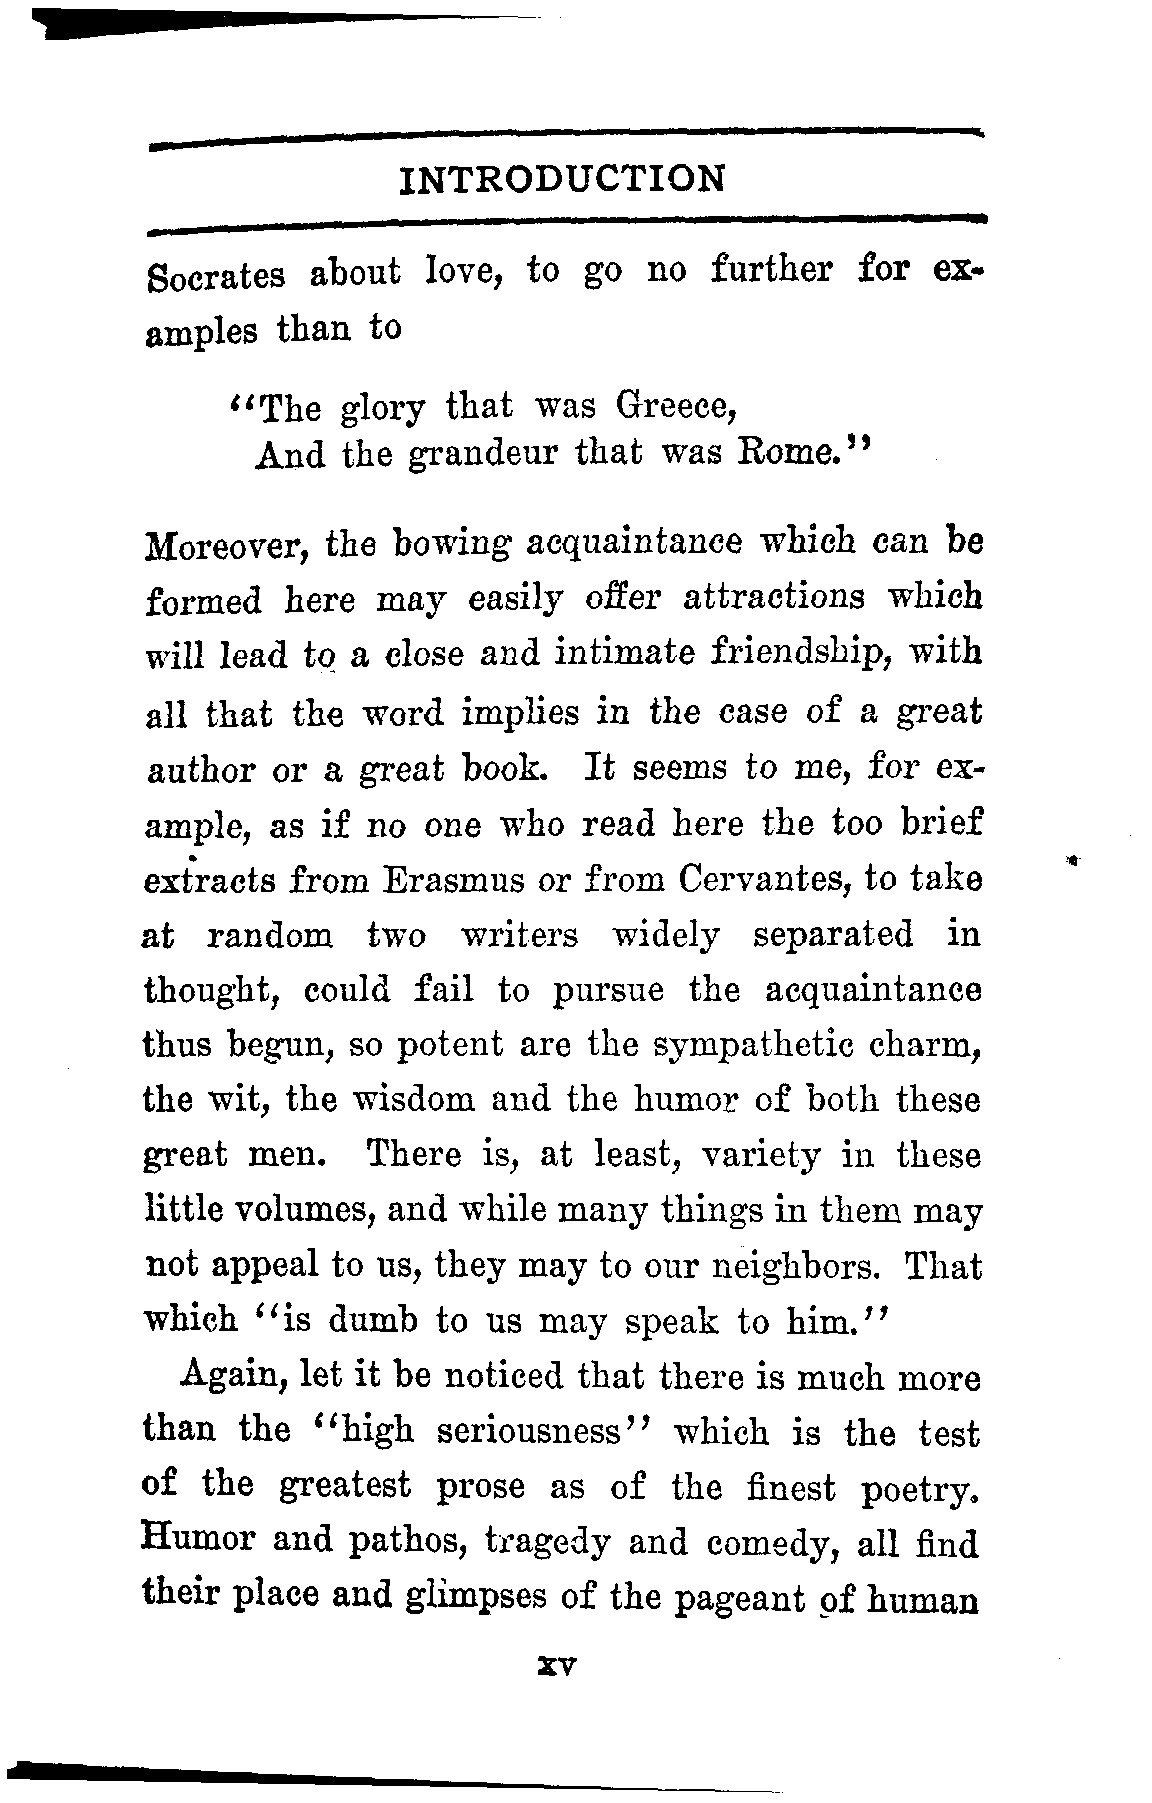 INTRODUCTION
Socrates about love, to go no further for ex-
amples than to
"The glory that was Greece,
And the grandeur that was Rome."
Moreover, the bowing acquaintance which can be
formed here may easily offer attractions which
will lead to a close and intimate friendship, with
all that the word implies in the case of a great
author or a great book. It seems to me, for ex-
ample, as if no one who read here the too brief
extracts from Erasmus or from Cervantes, to take
at random two writers widely separated in
thought, could fail to pursue the acquaintance
thus begun, so potent are the sympathetic charm,
the wit, the wisdom and the humor of both these
great men. There is, at least, variety in these
little volumes, and while many things in them may
not appeal to us, they may to our neighbors. That
which "is dumb to us may speak to him."
Again, let it be noticed that there is much more
than the "high seriousness" which is the test
of the greatest prose as of the finest poetry.
Humor and pathos, tragedy and comedy, all find
their place and glimpses of the pageant of human
xv